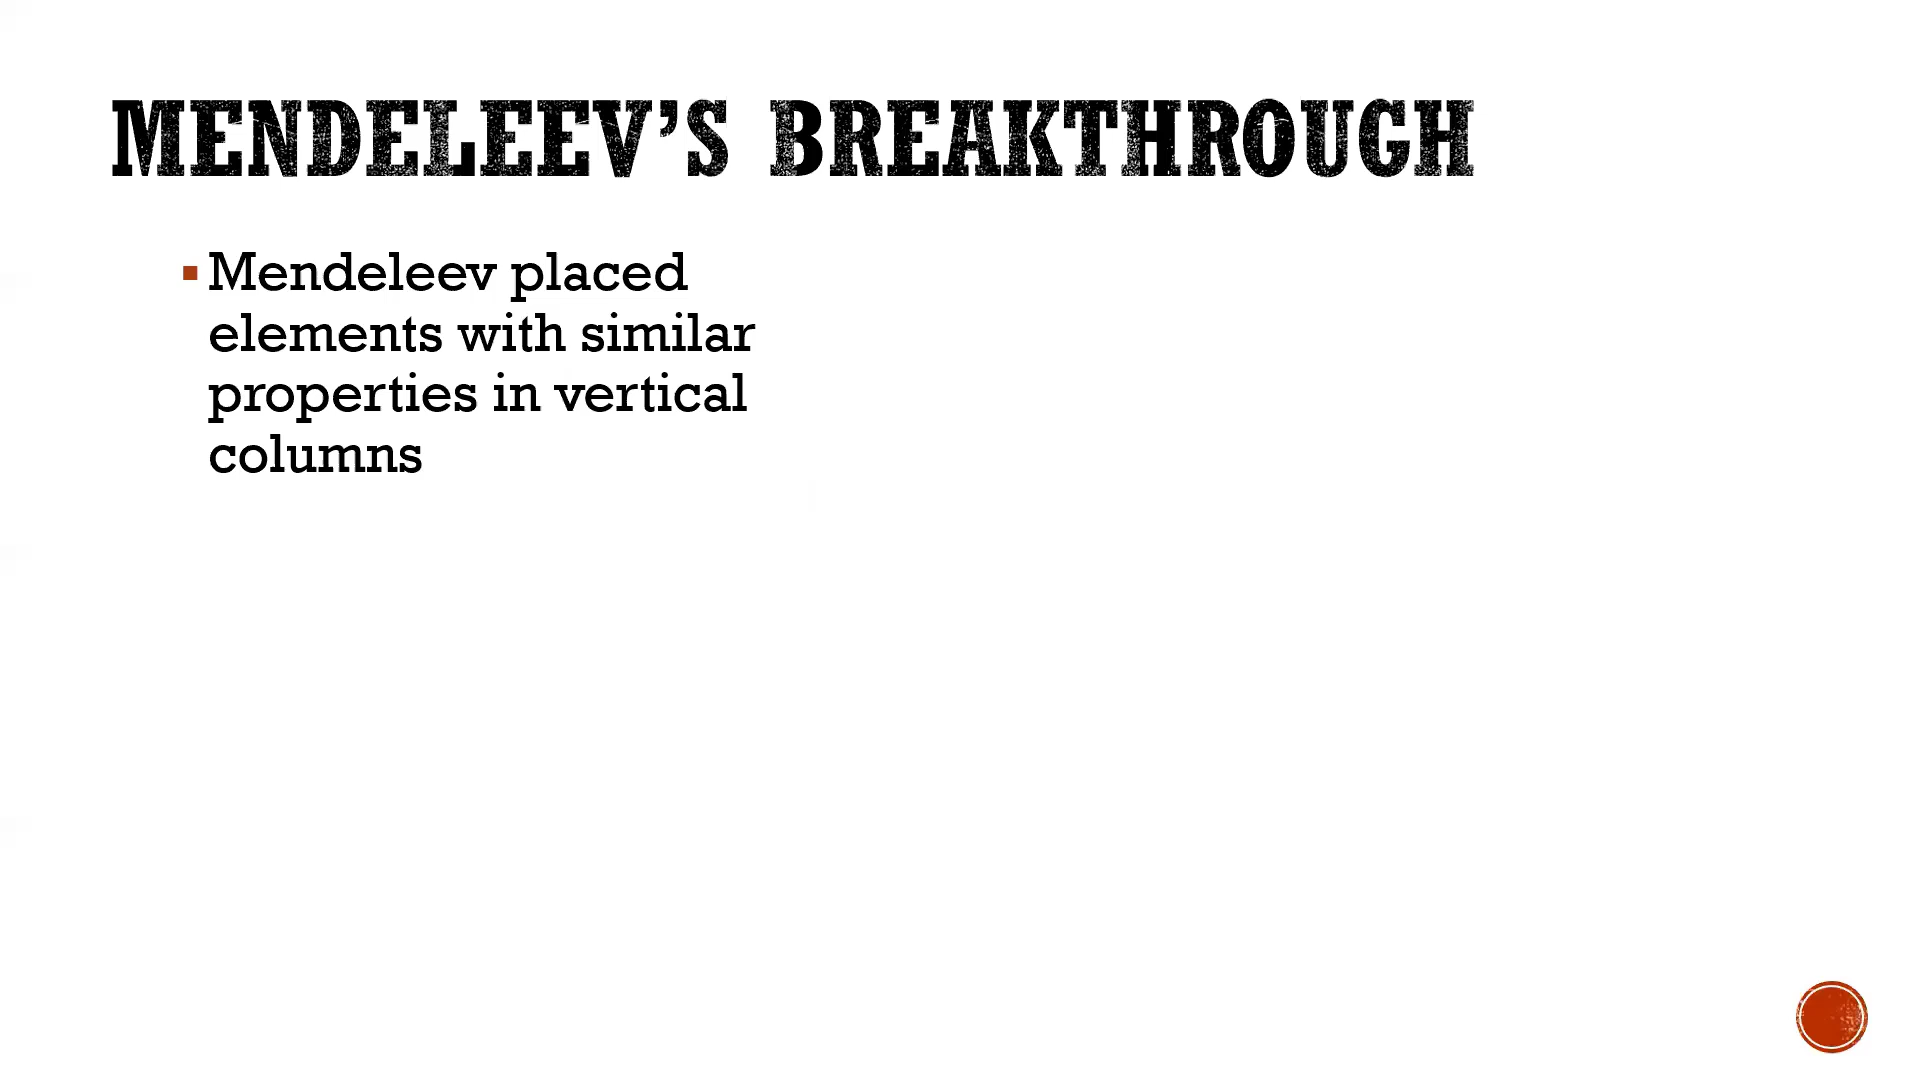 MENDELEEV’S BREAKTHROUGH
▪ Mendeleev placed
elements with similar
properties in vertical
columns